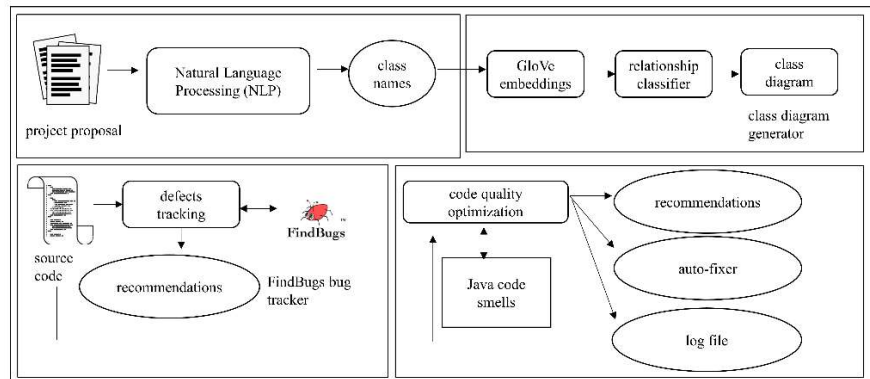 project proposal
Natural Language
Processing (NLP)
class
names
GloVe
embeddings
relationship
classifier
class
diagram
class diagram
generator
source
code
defects
tracking
FindBugs
™
recommendations
FindBugs bug
tracker
code quality
optimization
Java code
smells
recommendations
auto-fixer
log file